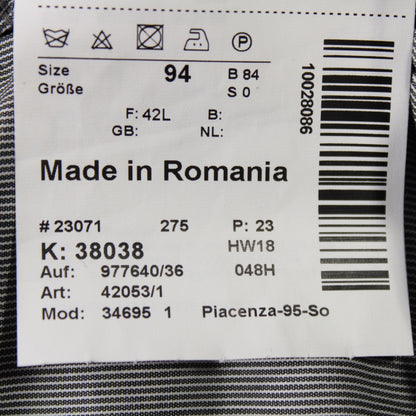 P
Size 94 B 84
Größe S 0
F: 42L B:
GB: NL:
Made in Romania
# 23071 275 P: 23
K: 38038 HW18
Auf: 977640/36 048H
Art: 42053/1
Mod: 34695 1 Piacenza-95-So
10028086